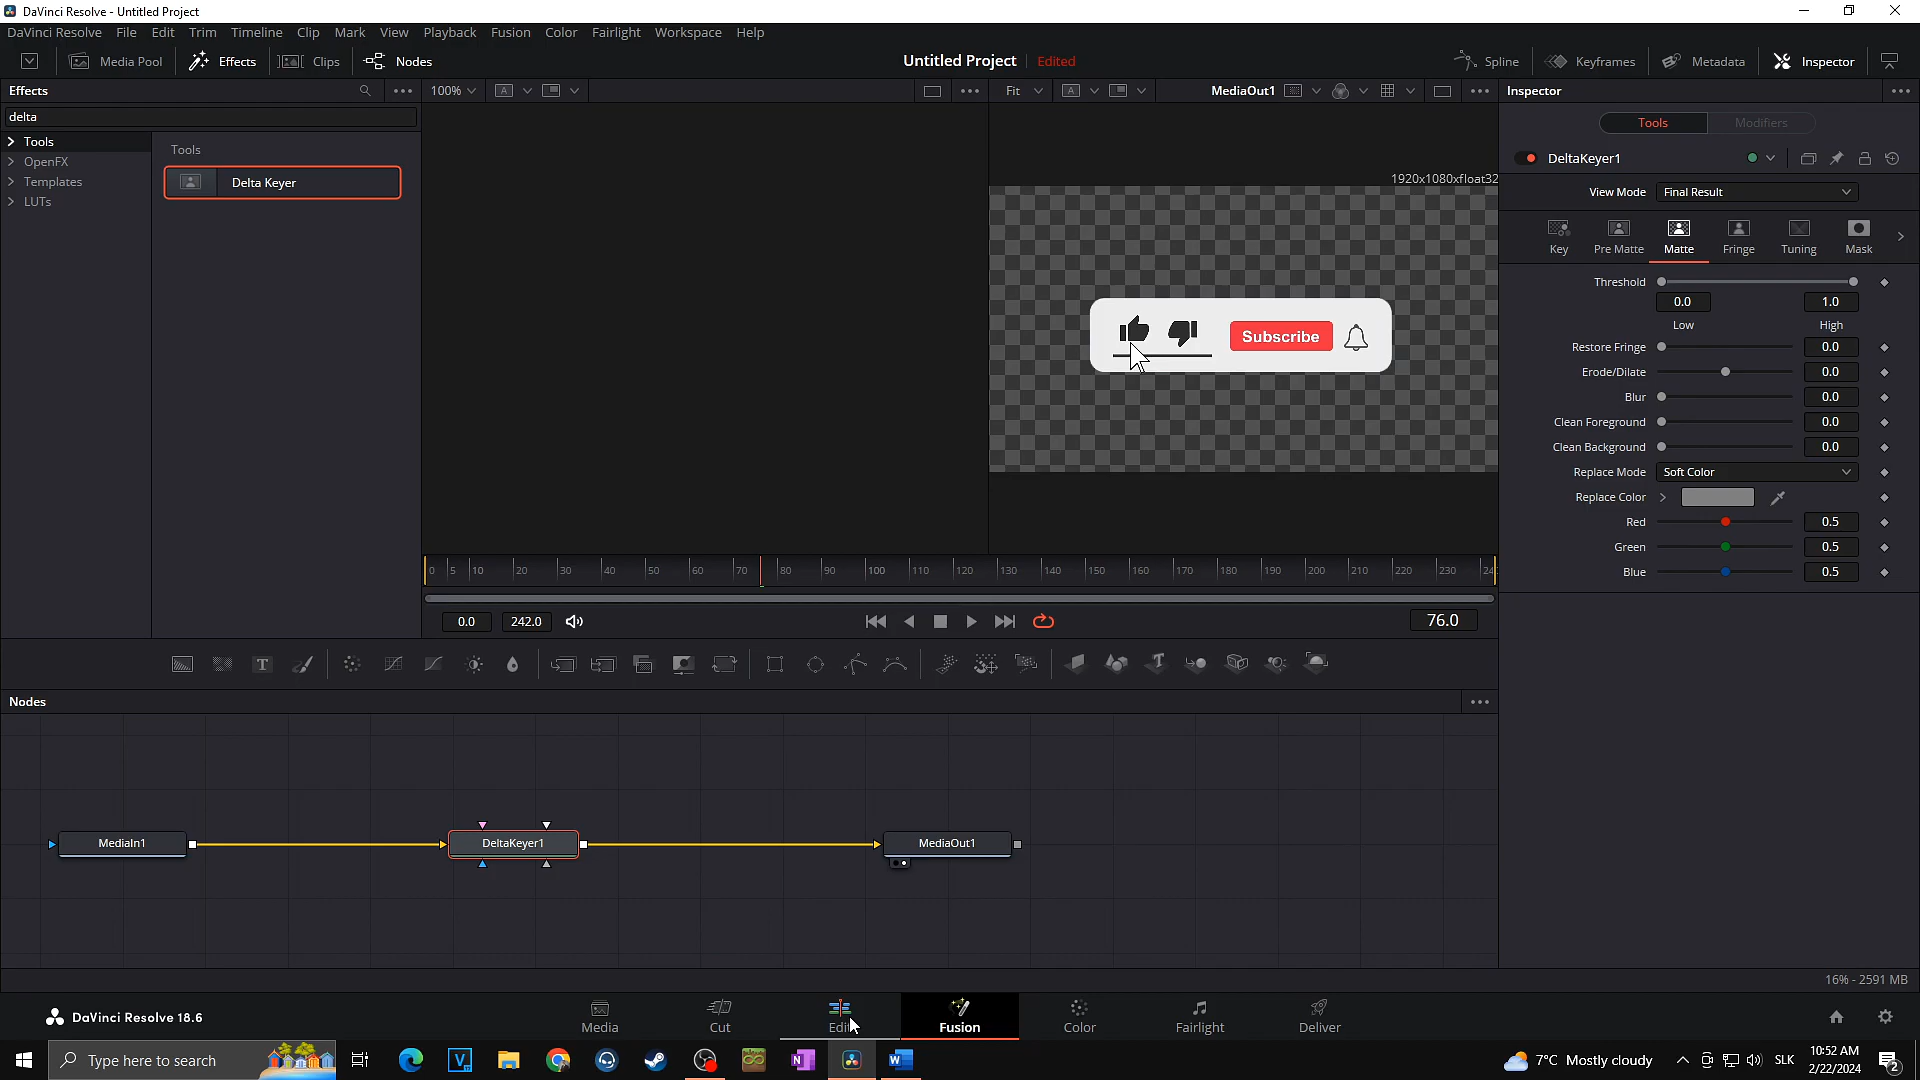 DaVinci Resolve - Untitled Project
DaVinci Resolve File Edit Trim Timeline Clip Mark View Playback Fusion Color Fairlight Workspace Help
Media Pool Effects Clips Nodes Untitled Project Edited Spline Keyframes Metadata Inspector
Effects 100% A Fit A MediaOut1 Inspector
delta
Tools
OpenFX
Templates
LUTs
Tools
Delta Keyer
1920x1080xfloat32
Subscribe
Tools Modifiers
DeltaKeyer1
View Mode Final Result
Key Pre Matte Matte Fringe Tuning Mask
Threshold
0.0 1.0
Low High
Restore Fringe 0.0
Erode/Dilate 0.0
Blur 0.0
Clean Foreground 0.0
Clean Background 0.0
Replace Mode Soft Color
Replace Color
Red 0.5
Green 0.5
Blue 0.5
0 5 10 20 30 40 50 60 70 80 90 100 110 120 130 140 150 160 170 180 190 200 210 220 230 24
0.0 242.0 76.0
T T
Nodes
MediaIn1 DeltaKeyer1 MediaOut1
16% - 2591 MB
DaVinci Resolve 18.6
Media Cut Edit Fusion Color Fairlight Deliver
Type here to search
V N W
7°C Mostly cloudy SLK
10:52 AM
2/22/2024
2